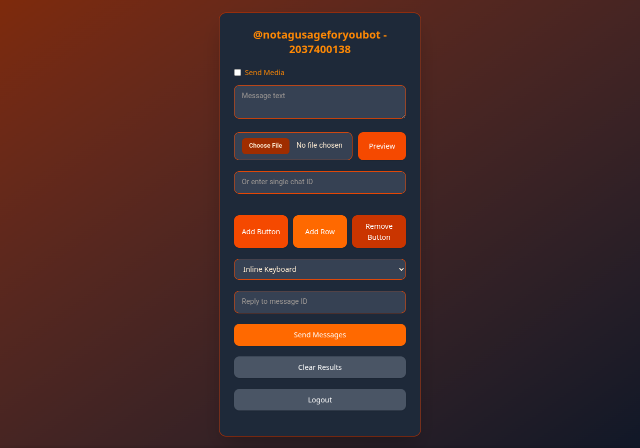 @notagusageforyoubot -
2037400138
Send Media
Message text
Choose File No file chosen
Preview
Or enter single chat ID
Add Button
Add Row
Remove
Button
Inline Keyboard
Reply to message ID
Send Messages
Clear Results
Logout